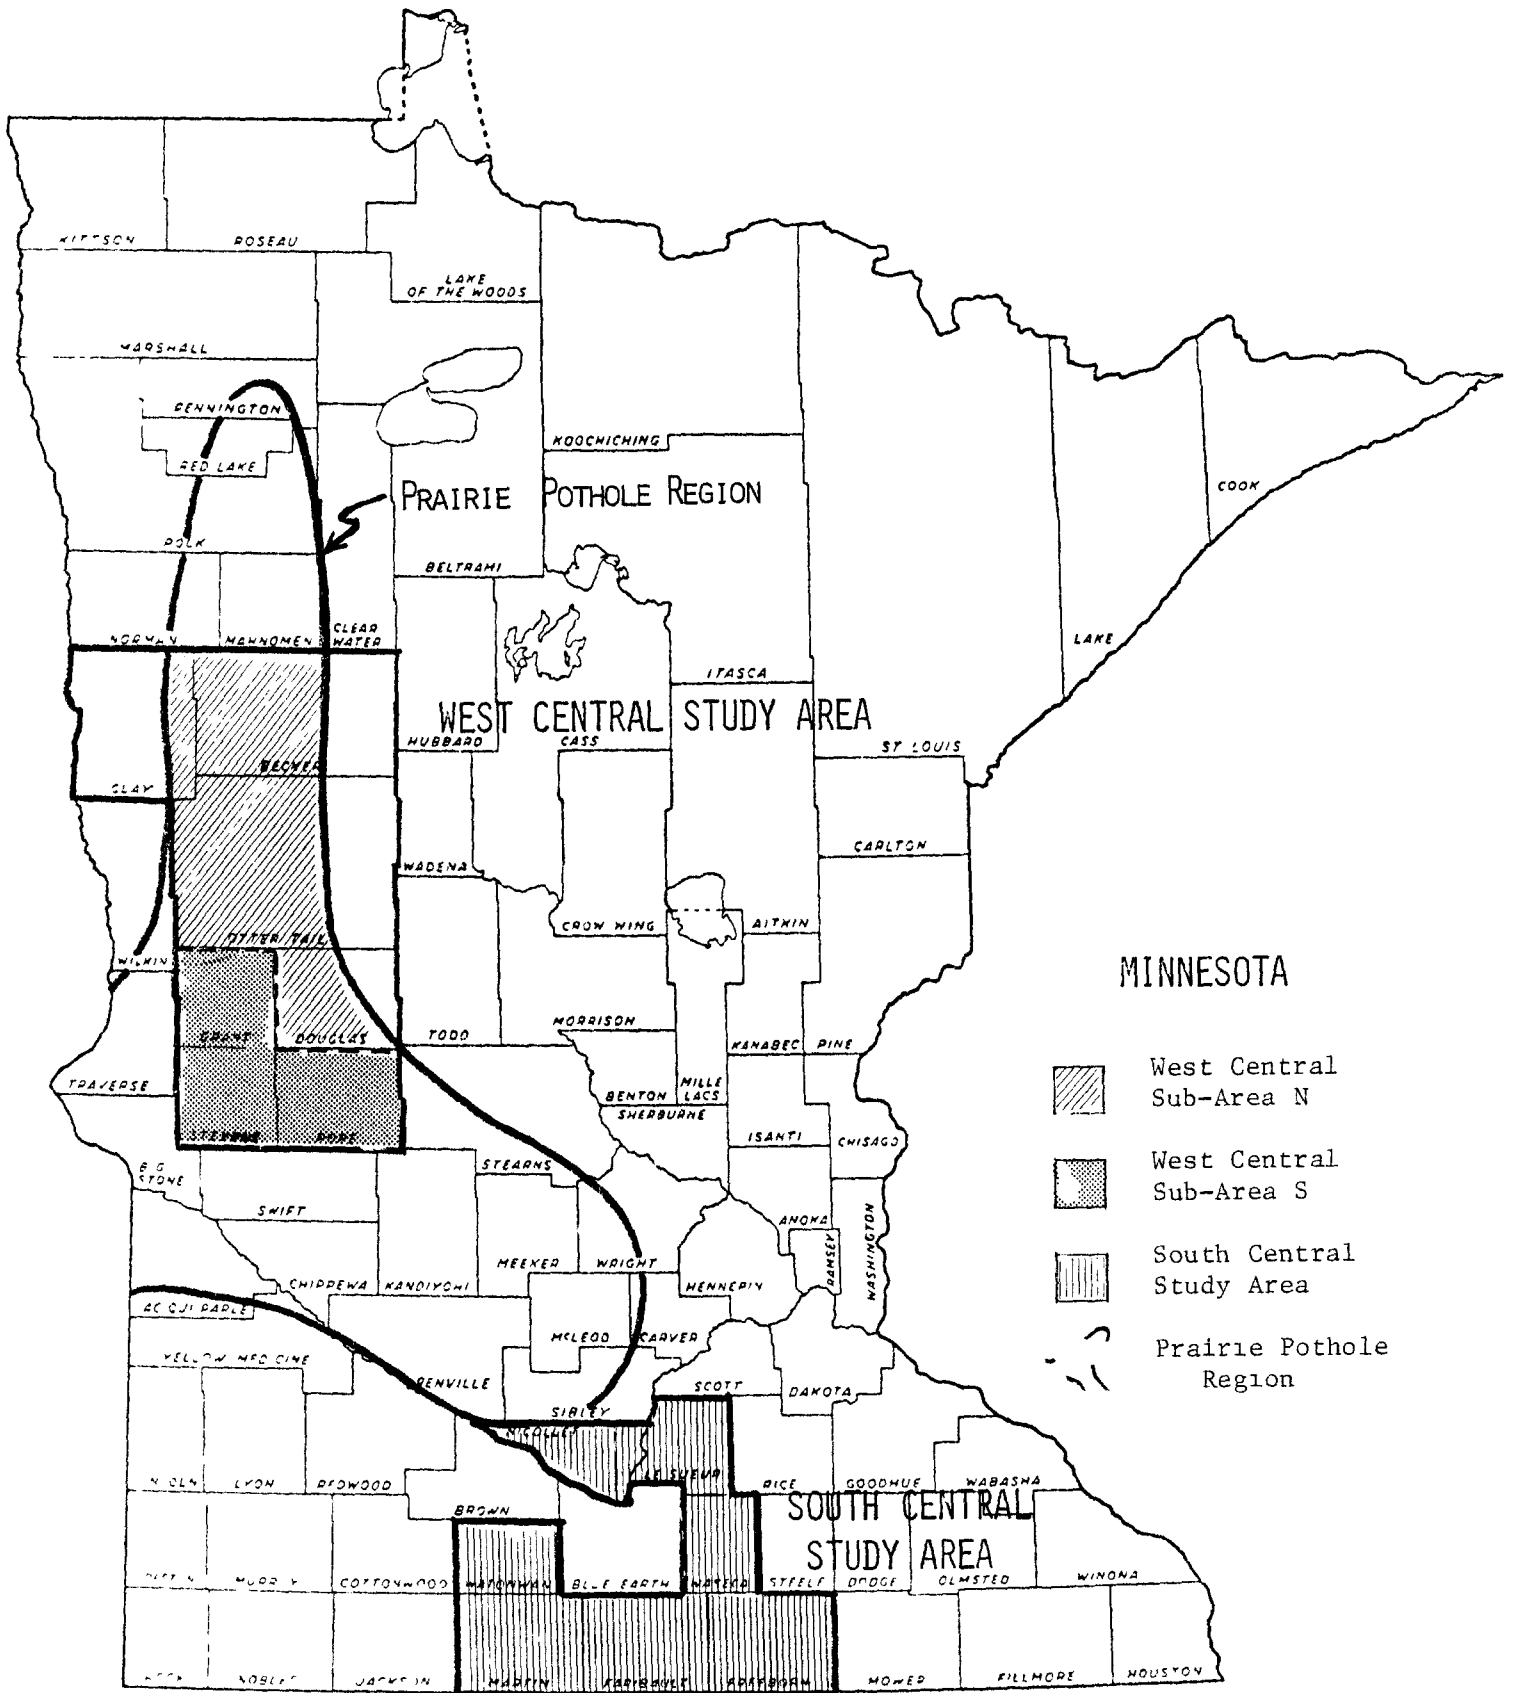 ROSEAU
LAKE
OF THE WOODS
MARSHALL
PENNINGTON
KOOCHICHING
RED LAKE
COOK
PRAIRIE POTHOLE REGION
POLK
BELTRAMI
CLEAR
WATER
NORMAN
MAHNOMEN
LAKE
ITASCA
WEST CENTRAL STUDY AREA
HUBBARD
CASS
ST LOUIS
BECKER
CLAY
CARLTON
WADENA
CROW WING
AITKIN
OTTER TAIL
WILKIN
MINNESOTA
MORRISON
GRANT
DOUGLAS
TODD
KANABEC
PINE
West Central
Sub-Area N
TRAVERSE
MILLE
LACS
BENTON
SHERBURNE
STEVENS
POPE
ISANTI
CHISAGO
STEARNS
West Central
Sub-Area S
BIG
STONE
SWIFT
ANOKA
RAMSEY
WASHINGTON
MEEKER
WRIGHT
CHIPPEWA
KANDIYOHI
HENNEPIN
South Central
Study Area
AC QUI PARLE
MCLEOD
CARVER
Prairie Pothole
Region
YELLOW MEDICINE
RENVILLE
SCOTT
DAKOTA
SIBLEY
NICOLLET
LE SUEUR
LYON
REDWOOD
RICE
GOODHUE
WABASHA
BROWN
SOUTH CENTRAL
STUDY AREA
COTTONWOOD
WATONWAN
BLUE EARTH
WASECA
STEELE
DODGE
OLMSTED
WINONA
NOBLES
JACKSON
MARTIN
FARIBAULT
FREEBORN
MOWER
FILLMORE
HOUSTON